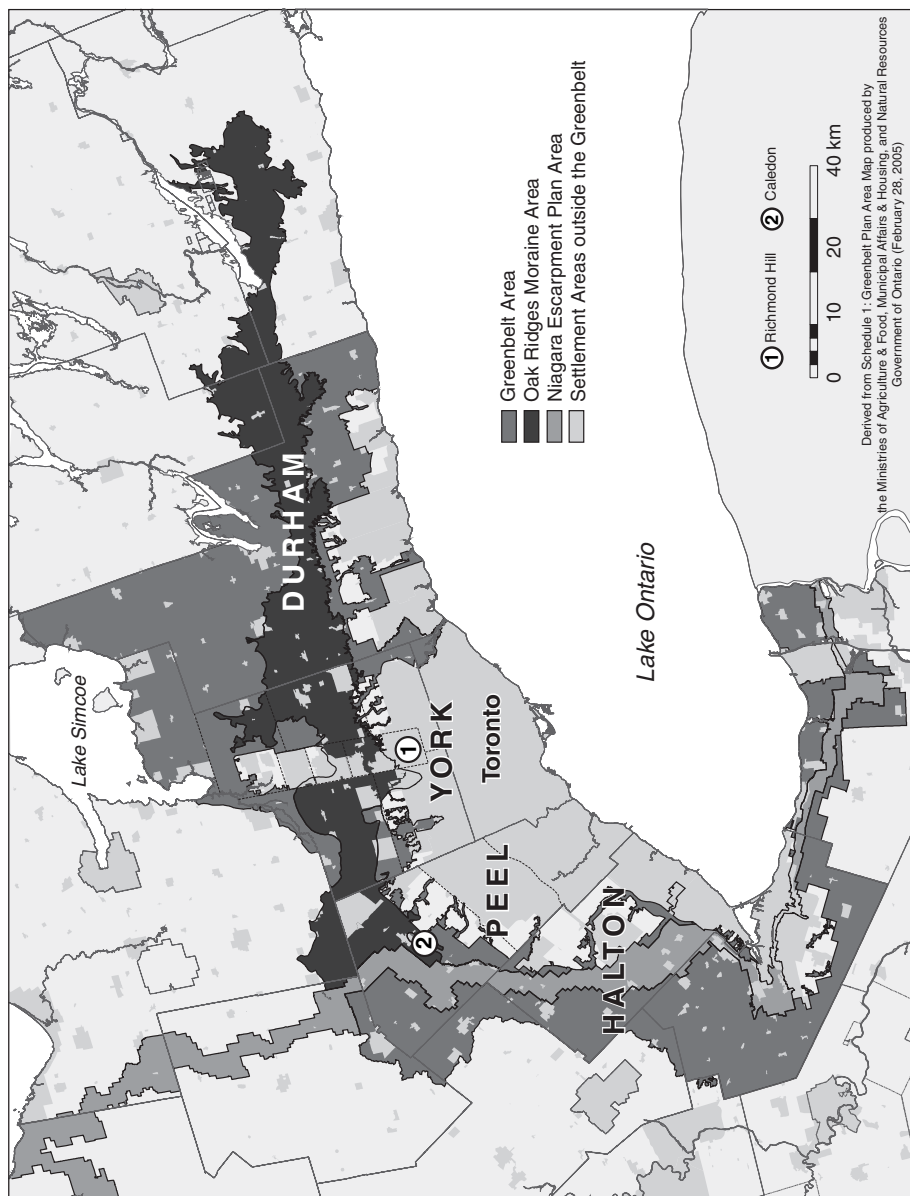 Lake Simcoe
DURHAM
YORK
1
Toronto
PEEL
2
HALTON
Lake Ontario
Greenbelt Area
Oak Ridges Moraine Area
Niagara Escarpment Plan Area
Settlement Areas outside the Greenbelt
1 Richmond Hill 2 Caledon
0 10 20 40 km
Derived from Schedule 1: Greenbelt Plan Area Map produced by
the Ministries of Agriculture & Food, Municipal Affairs & Housing, and Natural Resources
Government of Ontario (February 28, 2005)